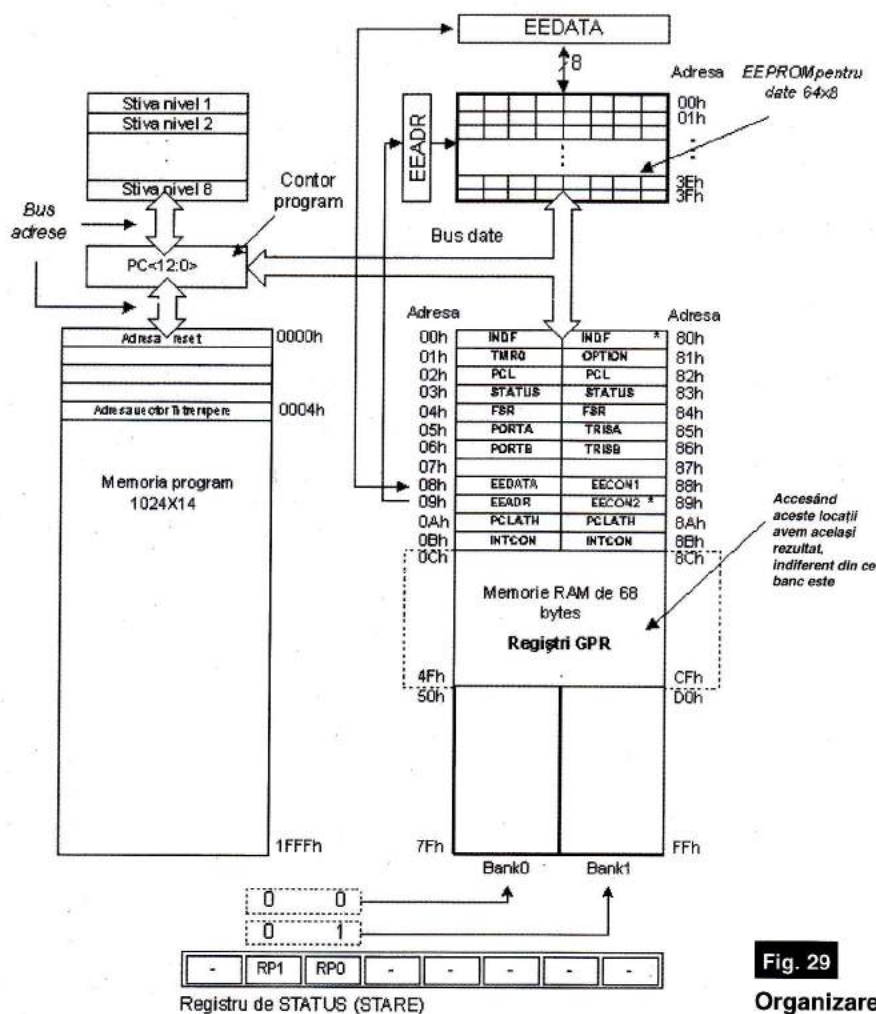 EEDATA
8
Adresa
EEPROM pentru
date 64x8
00h
01h
3Eh
3Fh
EEADR
Stiva nivel 1
Stiva nivel 2
Stiva nivel 8
Bus
adrese
Contor
program
PC<12:0>
Bus date
Adresa reset
0000h
0004h
Memoria program
1024X14
1FFFh
Adresa
Adresa
00h INDF INDF * 80h
01h TMR0 OPTION 81h
02h PCL PCL 82h
03h STATUS STATUS 83h
04h FSR FSR 84h
05h PORTA TRISA 85h
06h PORTB TRISB 86h
07h 87h
08h EEDATA EECON1 88h
09h EEADR EECON2 * 89h
0Ah PCLATH PCLATH 8Ah
0Bh INTCON INTCON 8Bh
0Ch 8Ch
Memorie RAM de 68
bytes
Regiştri GPR
4Fh CFh
50h D0h
7Fh FFh
Bank0 Bank1
Accesând
aceste locații
avem același
rezultat,
indiferent din ce
banc este
0 0
0 1
- RP1 RP0 - - - - -
Registru de STATUS (STARE)
Fig. 29
Organizare